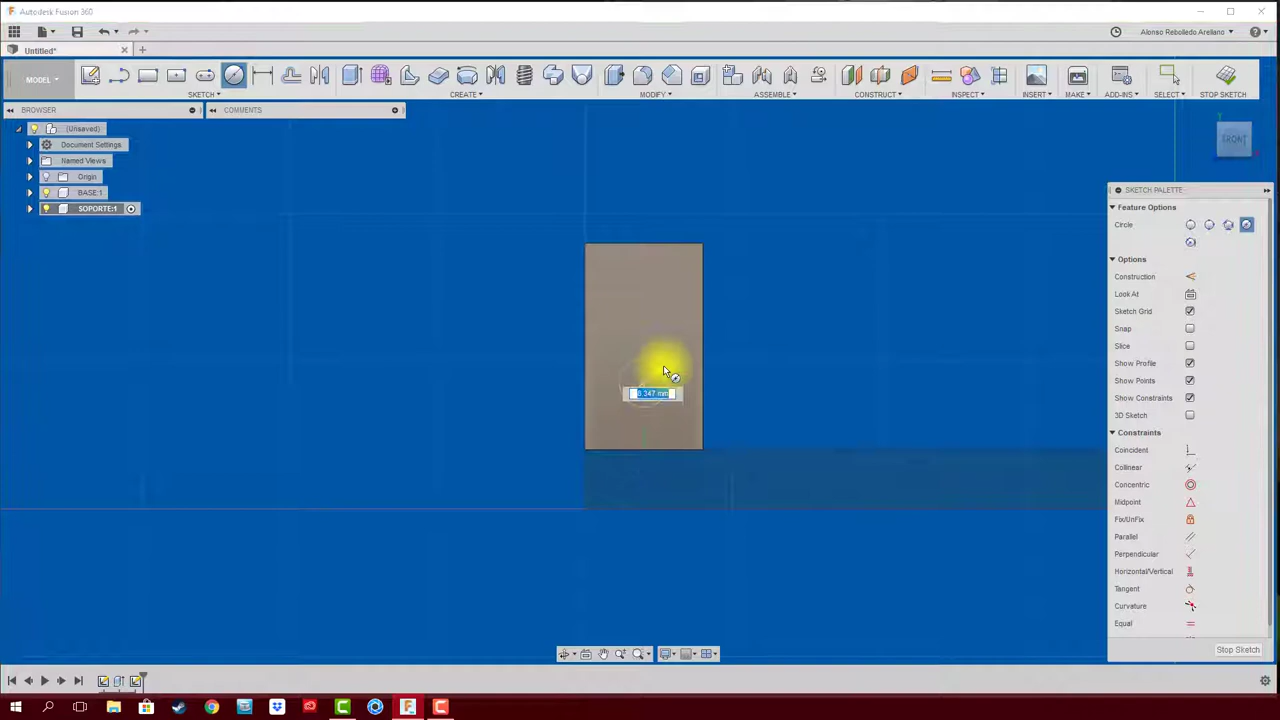 Autodesk Fusion 360
Alonso Rebolledo Arellano
Untitled*
MODEL
SKETCH
CREATE
MODIFY
ASSEMBLE
CONSTRUCT
INSPECT
INSERT
MAKE
ADD-INS
SELECT
STOP SKETCH
BROWSER
COMMENTS
(Unsaved)
Document Settings
Named Views
Origin
BASE:1
SOPORTE:1
FRONT
SKETCH PALETTE
Feature Options
Circle
Options
Construction
Look At
Sketch Grid
Snap
Slice
Show Profile
Show Points
Show Constraints
3D Sketch
Constraints
Coincident
Collinear
Concentric
Midpoint
Fix/UnFix
Parallel
Perpendicular
Horizontal/Vertical
Tangent
Curvature
Equal
Stop Sketch